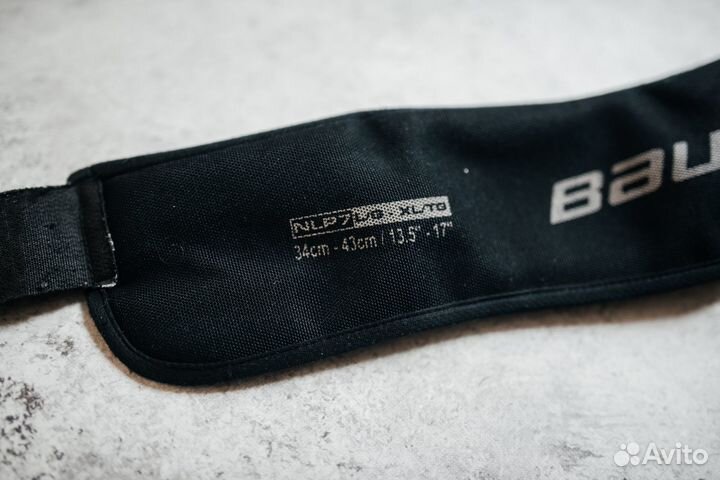 NLP7 L/G XL/TG
34cm - 43cm / 13.5" - 17"
BAU
Avito